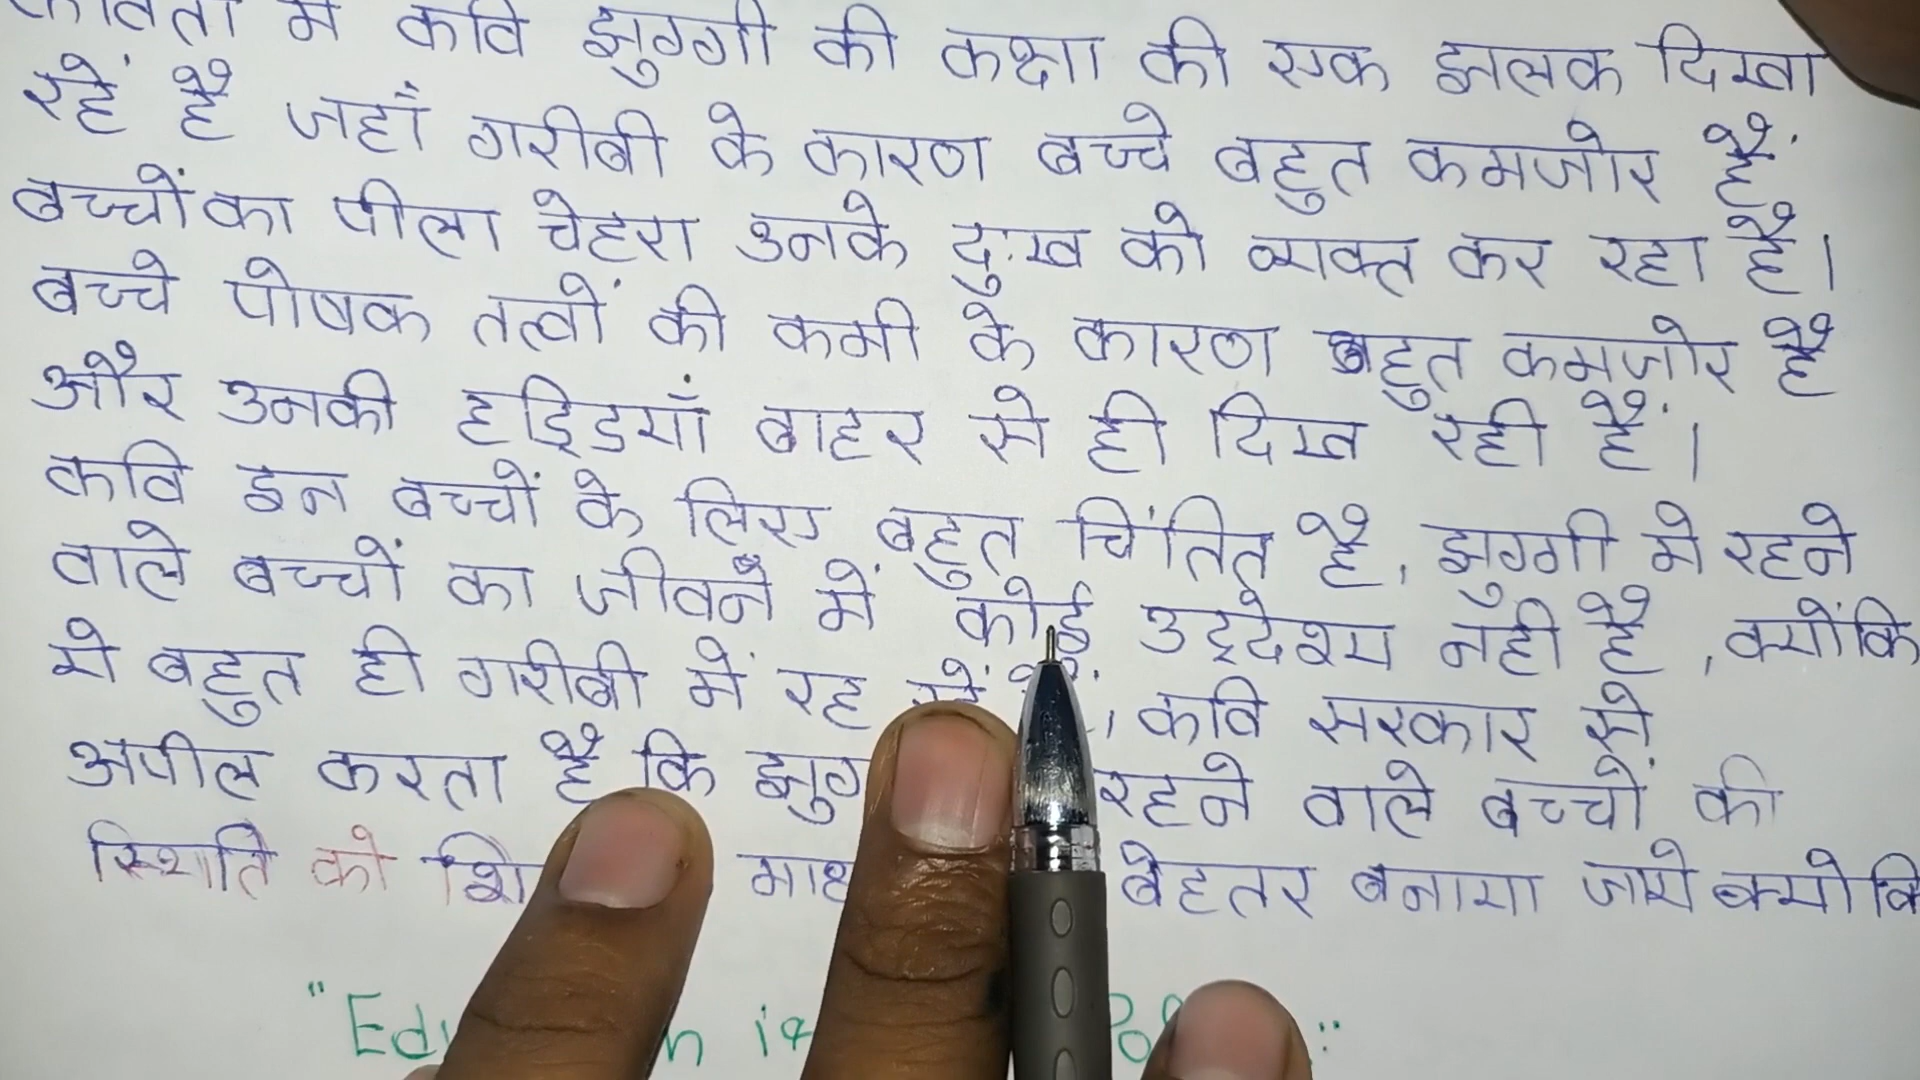 कविता में कवि झुग्गी की कक्षा की एक झलक दिखा
रहें है जहाँ गरीबी के कारण बच्चे बहुत कमजोर हैं
बच्चों का पीला चेहरा उनके दुःख को व्यक्त कर रहा है।
बच्चे पोषक तत्वों की कमी के कारण बहुत कमजोर है
और उनकी हड्डियाँ बाहर से ही दिख रही हैं।
कवि इन बच्चों के लिए बहुत चिंतित है, झुग्गी मे रहने
वाले बच्चों का जीवन में कोई उद्देश्य नही है, क्योंकि
ये बहुत ही गरीबी में रह कवि सरकार से
अपील करता है कि रहने वाले बच्चों की
स्थिति को बेहतर बनाया जाये क्योकि